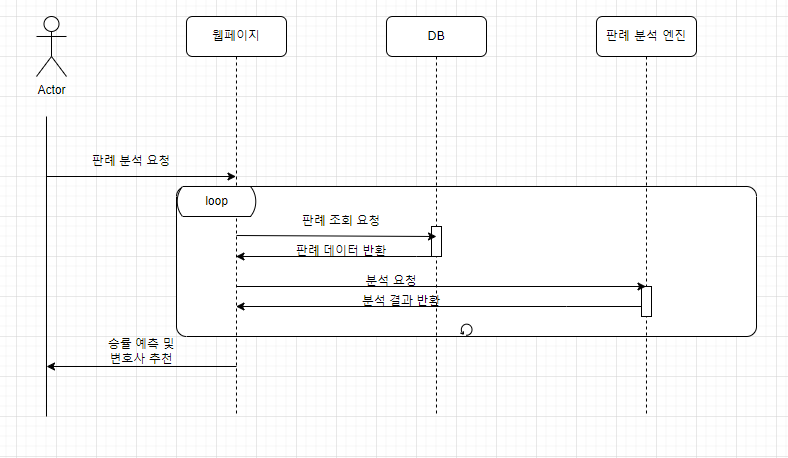 웹페이지
DB
판례 분석 엔진
Actor
판례 분석 요청
loop
판례 조회 요청
판례 데이터 반환
분석 요청
분석 결과 반환
승률 예측 및
변호사 추천